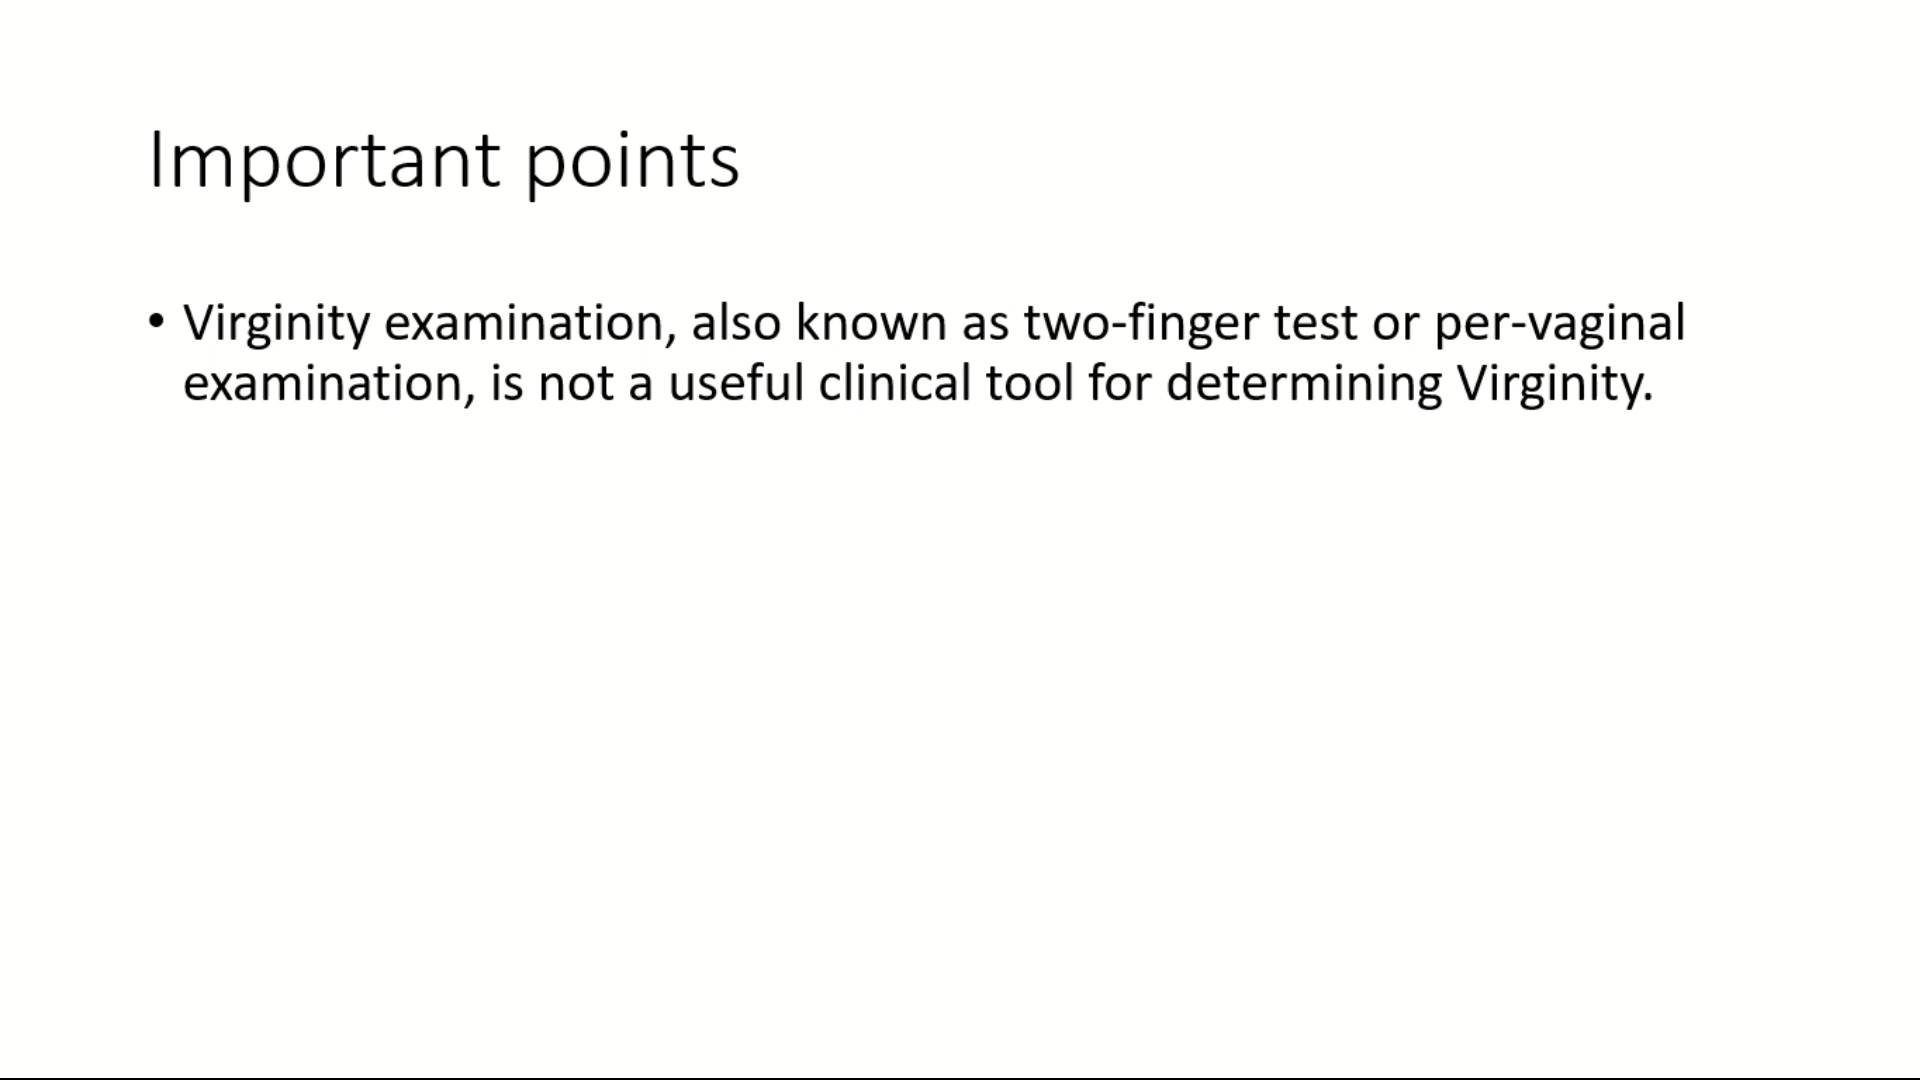 Important points
• Virginity examination, also known as two-finger test or per-vaginal
examination, is not a useful clinical tool for determining Virginity.